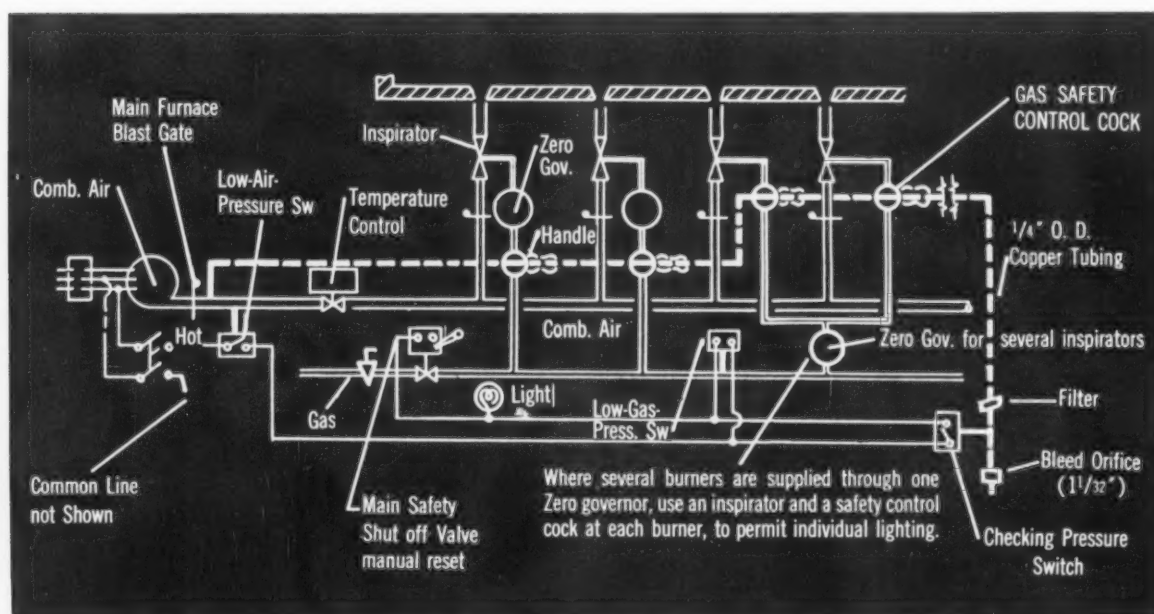 Main Furnace
Blast Gate
Inspirator
Zero
Gov.
GAS SAFETY
CONTROL COCK
Comb. Air
Low-Air-
Pressure Sw
Temperature
Control
Handle
1/4" O. D.
Copper Tubing
Hot
Comb. Air
Zero Gov. for several inspirators
Gas
Light
Low-Gas-
Press. Sw
Filter
Bleed Orifice
(1 1/32")
Common Line
not Shown
Main Safety
Shut off Valve
manual reset
Where several burners are supplied through one
Zero governor, use an inspirator and a safety control
cock at each burner, to permit individual lighting.
Checking Pressure
Switch